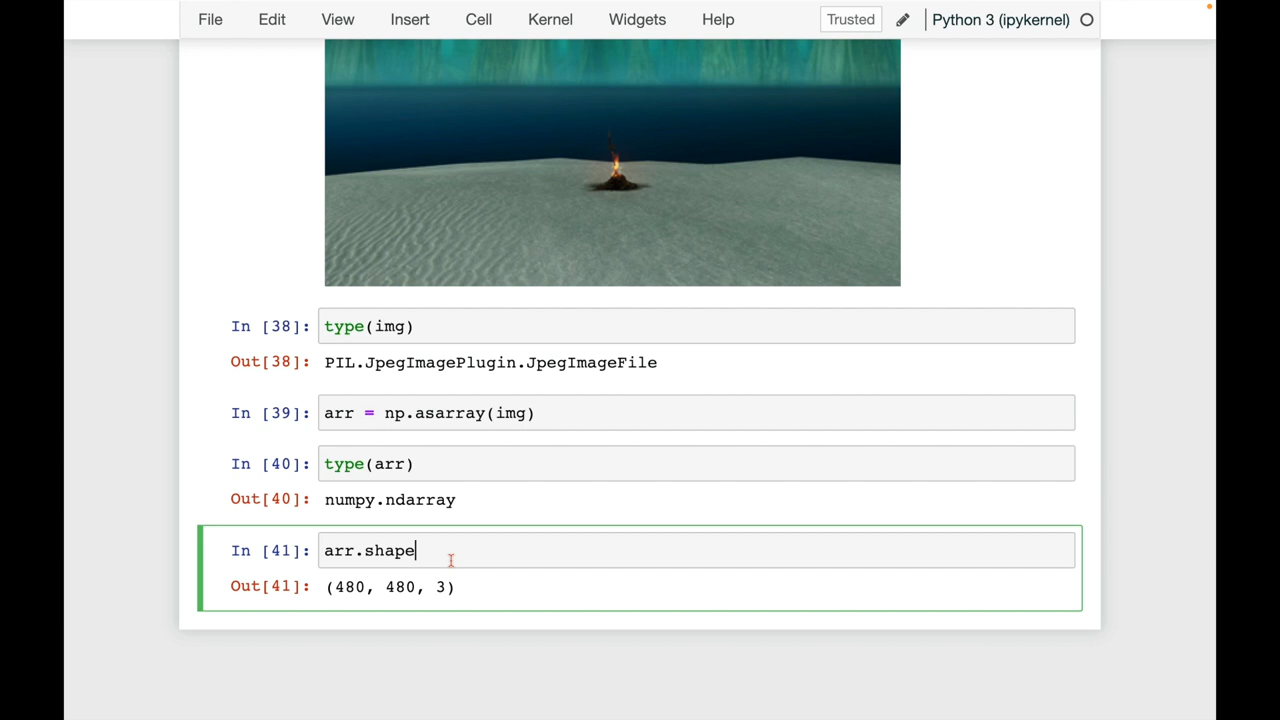 File Edit View Insert Cell Kernel Widgets Help Trusted Python 3 (ipykernel)
In [38]: type(img)
Out[38]: PIL.JpegImagePlugin.JpegImageFile
In [39]: arr = np.asarray(img)
In [40]: type(arr)
Out[40]: numpy.ndarray
In [41]: arr.shape
Out[41]: (480, 480, 3)